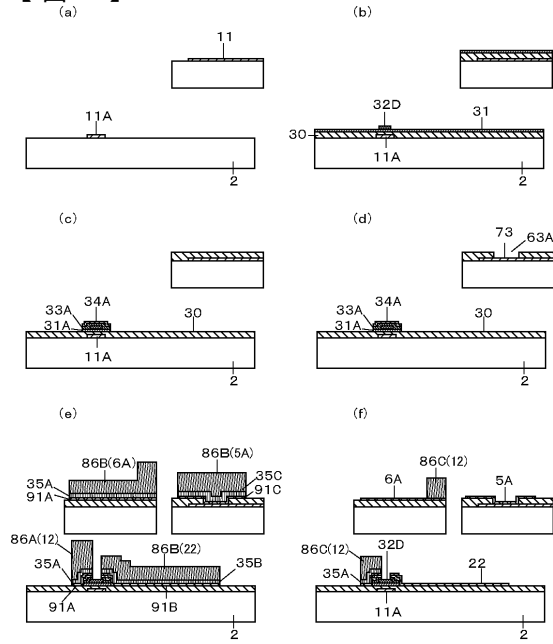 (a)
11
11A
2
(b)
32D
31
30
11A
2
(c)
33A
34A
30
31A
11A
2
(d)
73
63A
33A
34A
30
31A
11A
2
(e)
86B(6A)
86B(5A)
35A
35C
91A
91C
86A(12)
86B(22)
35A
35B
91A
91B
2
(f)
86C(12)
6A
5A
86C(12)
32D
35A
22
11A
2